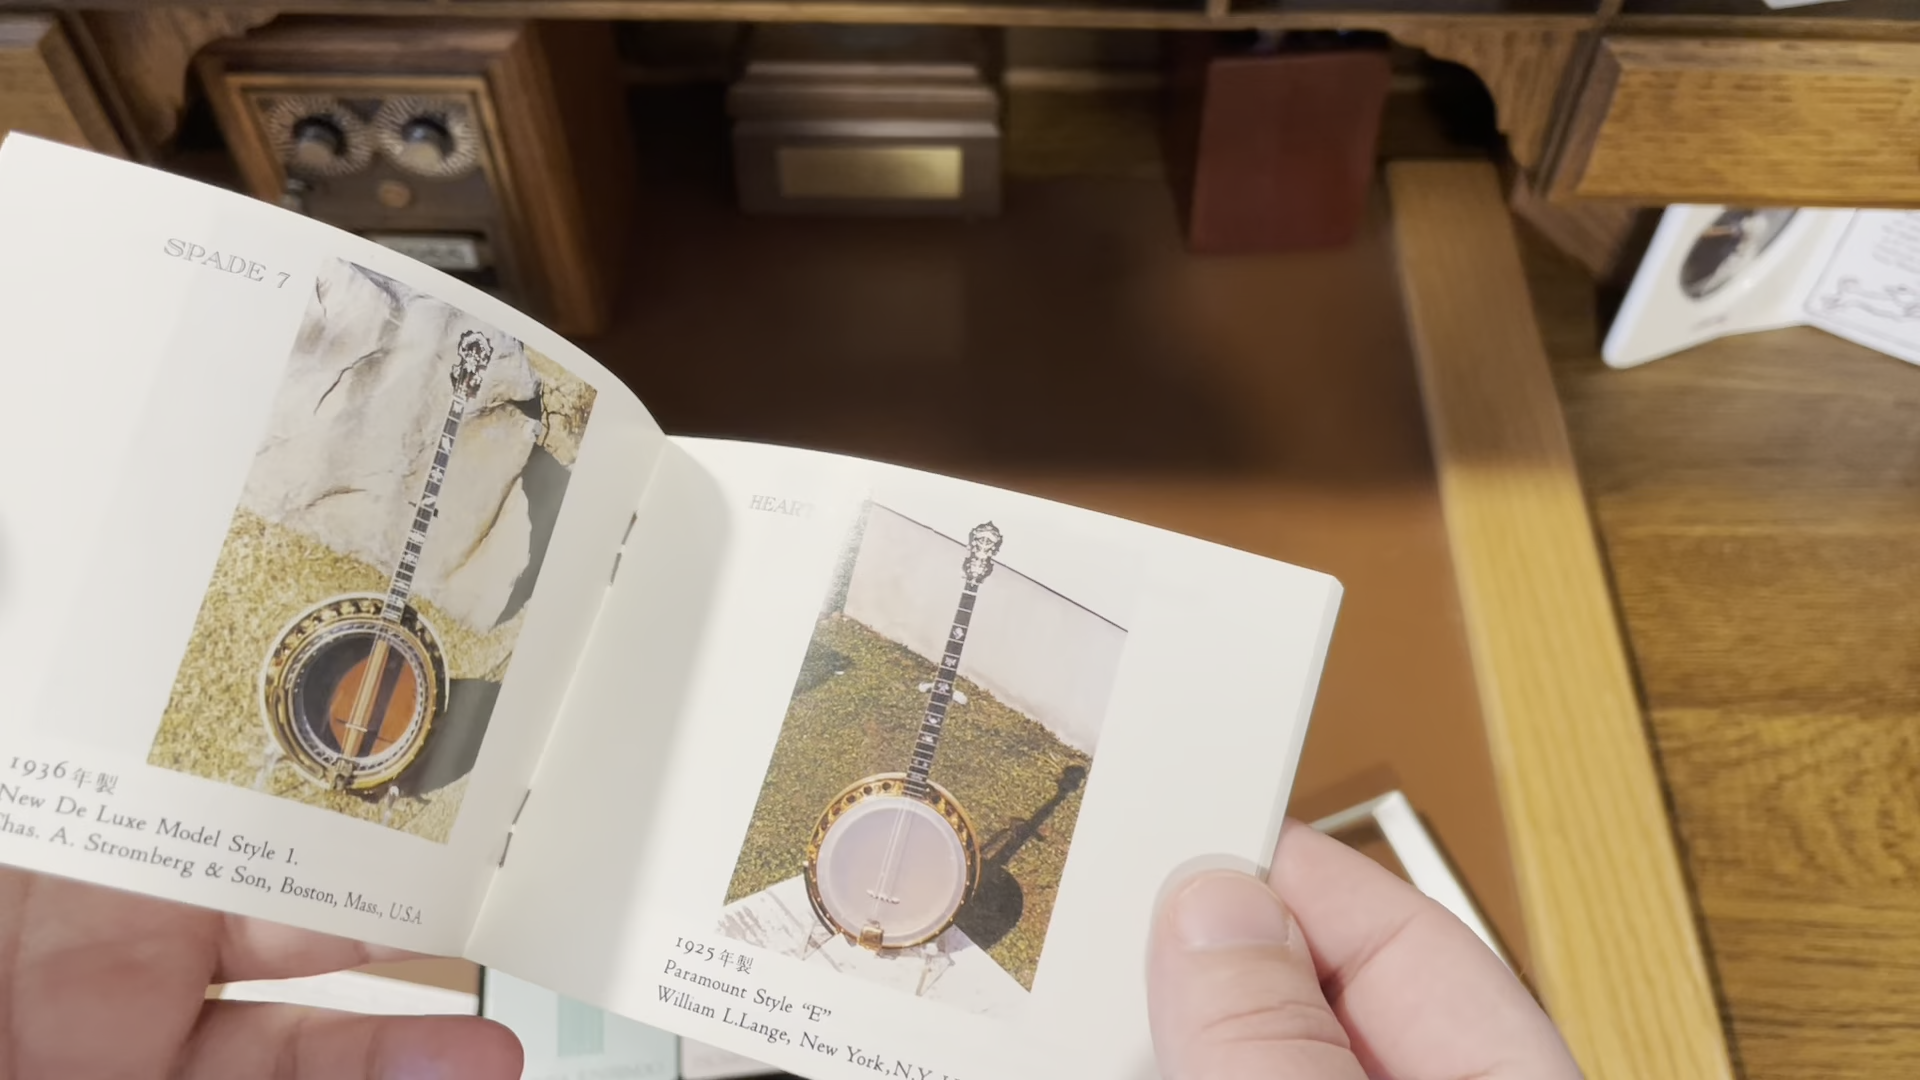 SPADE 7
1936年製
New De Luxe Model Style 1.
Chas. A. Stromberg & Son, Boston, Mass., U.S.A.
HEART
1925年製
Paramount Style “E”
William L.Lange, New York,N.Y.